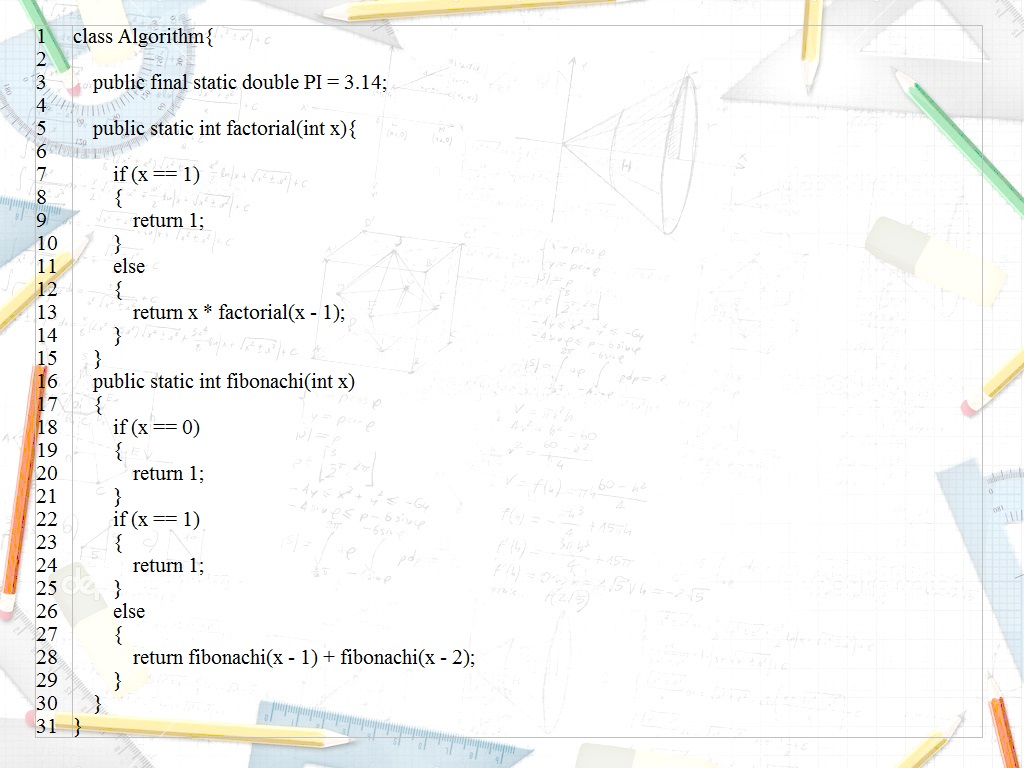 1 class Algorithm{
2
3 public final static double PI = 3.14;
4
5 public static int factorial(int x){
6
7 if (x == 1)
8 {
9 return 1;
10 }
11 else
12 {
13 return x * factorial(x - 1);
14 }
15 }
16 public static int fibonachi(int x)
17 {
18 if (x == 0)
19 {
20 return 1;
21 }
22 if (x == 1)
23 {
24 return 1;
25 }
26 else
27 {
28 return fibonachi(x - 1) + fibonachi(x - 2);
29 }
30 }
31 }